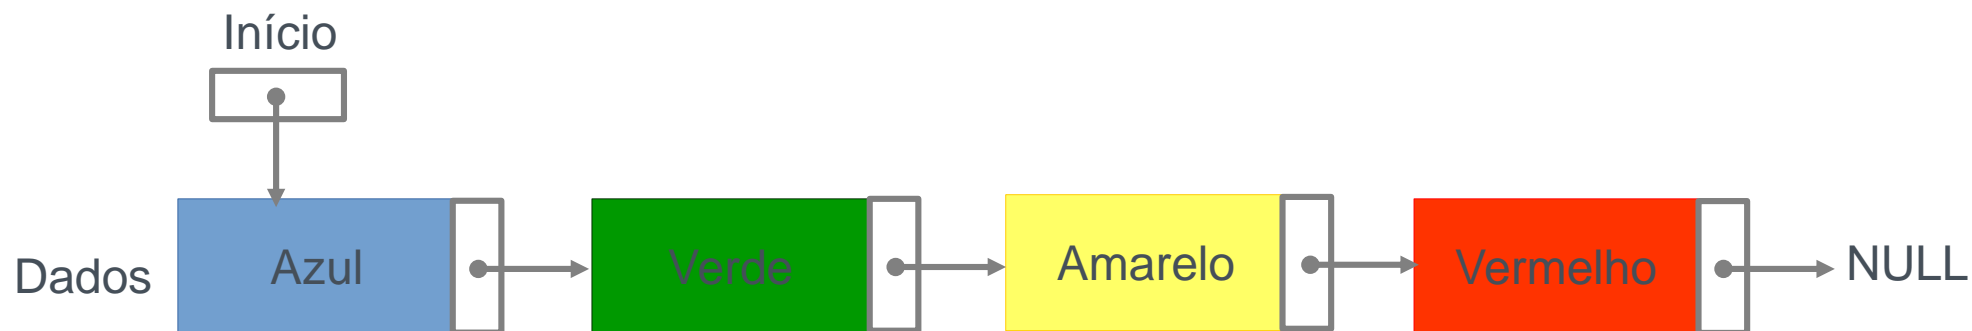 Início
Dados
Azul
Verde
Amarelo
Vermelho
NULL